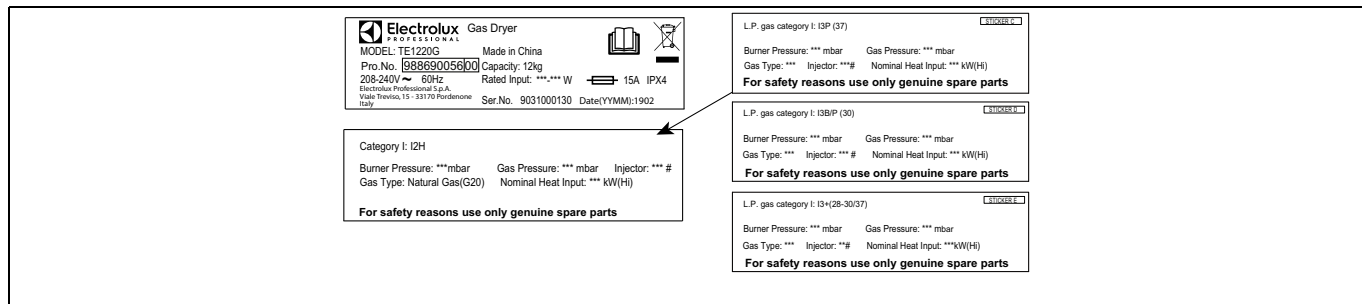 Electrolux Gas Dryer
PROFESSIONAL
MODEL: TE1220G Made in China
Pro.No. 988690056 00 Capacity: 12kg
208-240V ~ 60Hz Rated Input: ***-*** W 15A IPX4
Electrolux Professional S.p.A.
Viale Treviso, 15 - 33170 Pordenone
Italy
Ser.No. 9031000130 Date(YYMM):1902
Category I: I2H
Burner Pressure: ***mbar Gas Pressure: *** mbar Injector: *** #
Gas Type: Natural Gas(G20) Nominal Heat Input: *** kW(Hi)
For safety reasons use only genuine spare parts
L.P. gas category I: I3P (37) STICKER C
Burner Pressure: *** mbar Gas Pressure: *** mbar
Gas Type: *** Injector: ***# Nominal Heat Input: *** kW(Hi)
For safety reasons use only genuine spare parts
L.P. gas category I: I3B/P (30) STICKER D
Burner Pressure: *** mbar Gas Pressure: *** mbar
Gas Type: *** Injector: *** # Nominal Heat Input: *** kW(Hi)
For safety reasons use only genuine spare parts
L.P. gas category I: I3+(28-30/37) STICKER E
Burner Pressure: *** mbar Gas Pressure: *** mbar
Gas Type: *** Injector: **# Nominal Heat Input: ***kW(Hi)
For safety reasons use only genuine spare parts